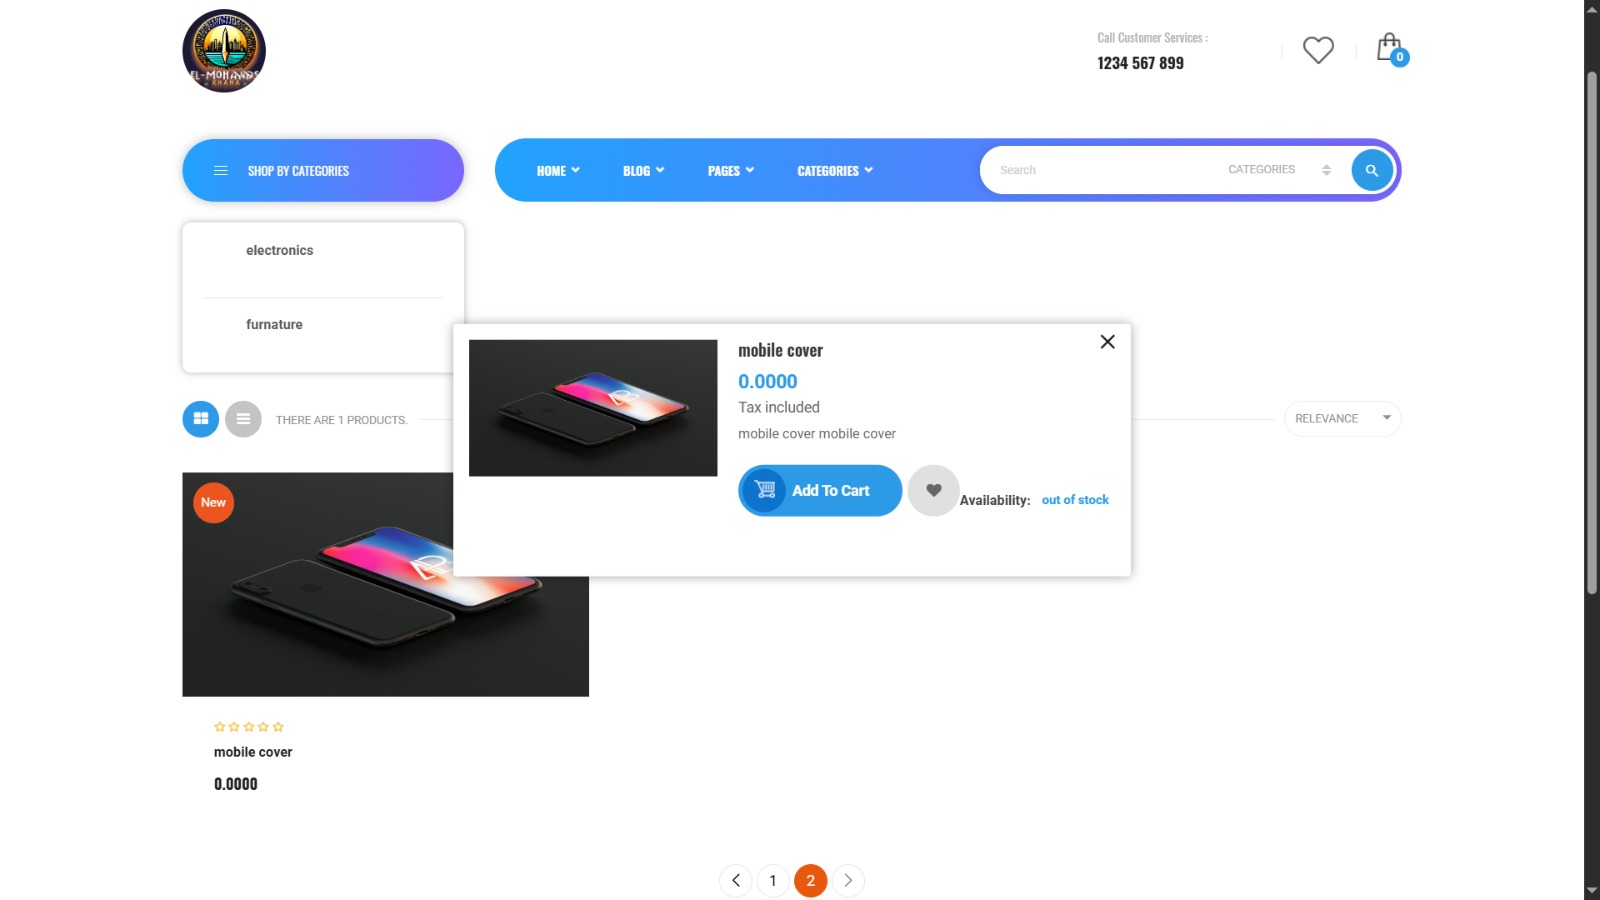 EL-MOHANDS
KHANA
Call Customer Services :
1234 567 899
0
SHOP BY CATEGORIES
HOME
BLOG
PAGES
CATEGORIES
Search
CATEGORIES
electronics
furnature
mobile cover
0.0000
Tax included
mobile cover mobile cover
Add To Cart
Availability: out of stock
THERE ARE 1 PRODUCTS.
RELEVANCE
New
mobile cover
0.0000
1
2